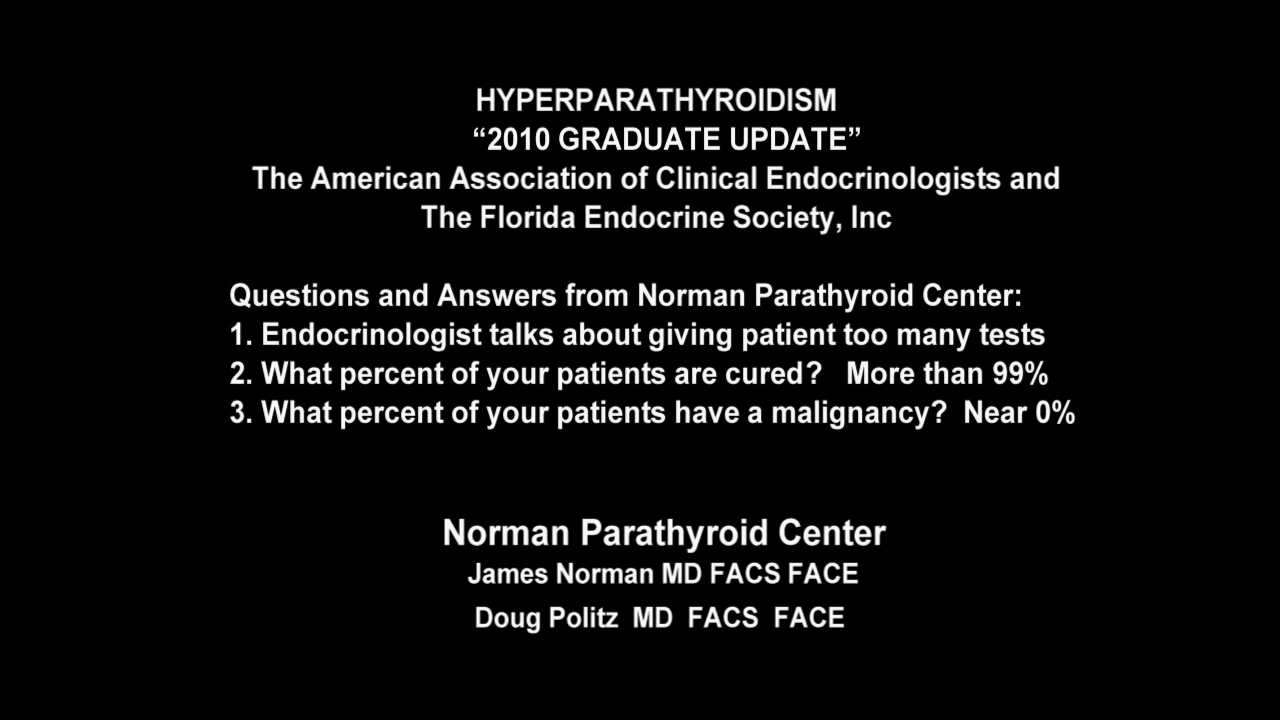 HYPERPARATHYROIDISM
“2010 GRADUATE UPDATE”
The American Association of Clinical Endocrinologists and
The Florida Endocrine Society, Inc
Questions and Answers from Norman Parathyroid Center:
1. Endocrinologist talks about giving patient too many tests
2. What percent of your patients are cured? More than 99%
3. What percent of your patients have a malignancy? Near 0%
Norman Parathyroid Center
James Norman MD FACS FACE
Doug Politz MD FACS FACE